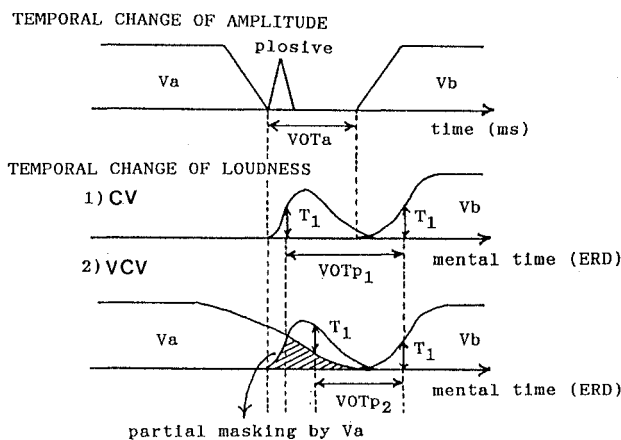 TEMPORAL CHANGE OF AMPLITUDE
plosive
Va
Vb
time (ms)
VOTa
TEMPORAL CHANGE OF LOUDNESS
1) CV
T1
T1
Vb
VOTp1
mental time (ERD)
2) VCV
Va
T1
T1
Vb
VOTp2
mental time (ERD)
partial masking by Va